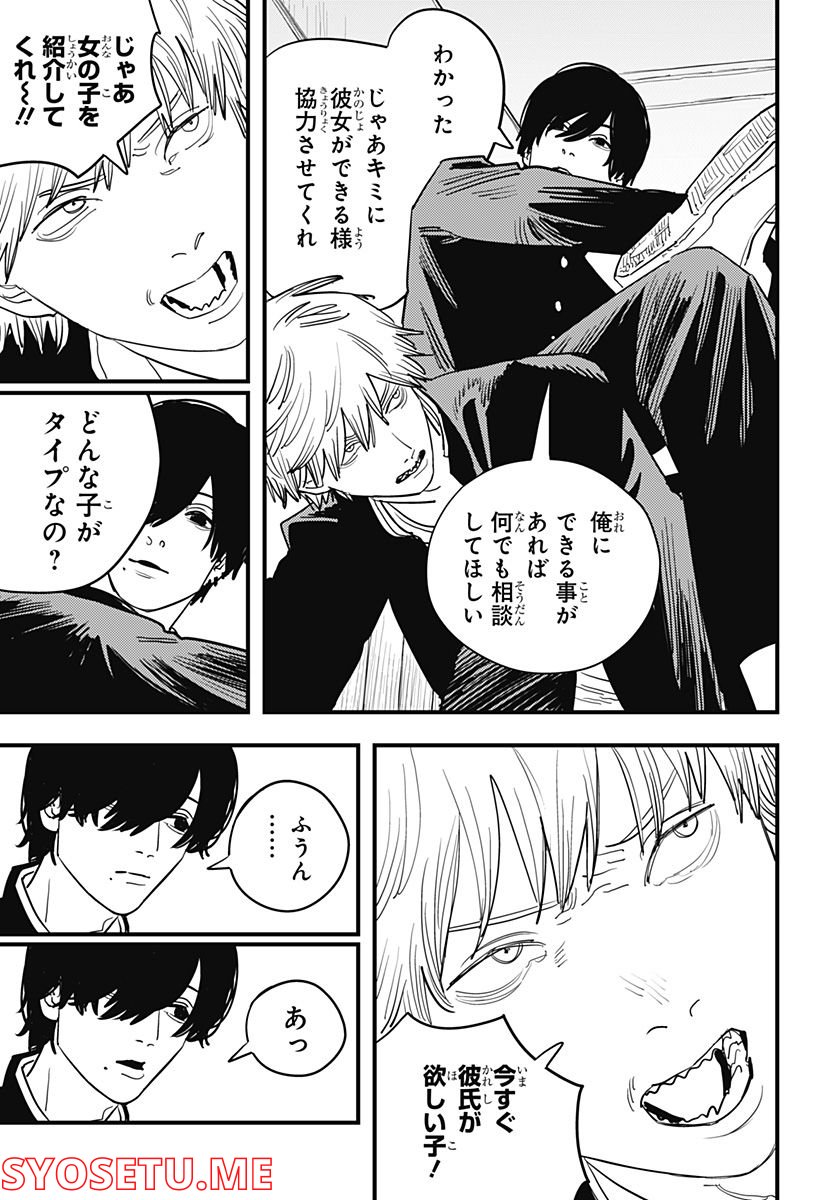 わかった
じゃあキミに
彼女ができる様
協力させてくれ
俺に
できる事が
あれば
何でも相談
してほしい
じゃあ
女の子を
紹介して
くれ〜!!
どんな子が
タイプなの?
今すぐ
彼氏が
欲しい子!
ふうん
……
あっ
SYOSETU.ME